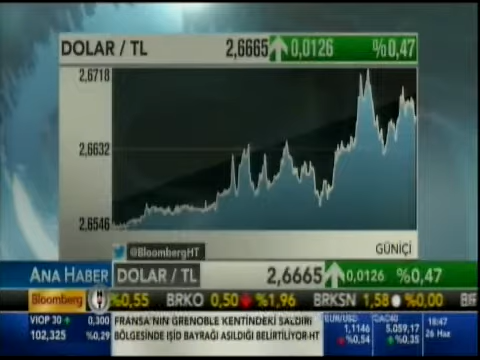 DOLAR / TL 2,6665 0,0126 %0,47
2,6718
2,6632
2,6546
@BloombergHT
GÜNİÇİ
ANA HABER
DOLAR / TL 2,6665 0,0126 %0,47
Bloomberg HT %0,55 BRKO 0,50 %1,96 BRKSN 1,58 %0,00 BR
VIOP 30 0,300
102,325 %0,29
FRANSA'NIN GRENOBLE KENTİNDEKİ SALDIRI
BÖLGESİNDE IŞİD BAYRAĞI ASILDIĞI BELİRTİLİYOR-HT
EUR/USD
1,1146
%0,54
CAC40
5.059,17
%0,35
18:47
26 Haz